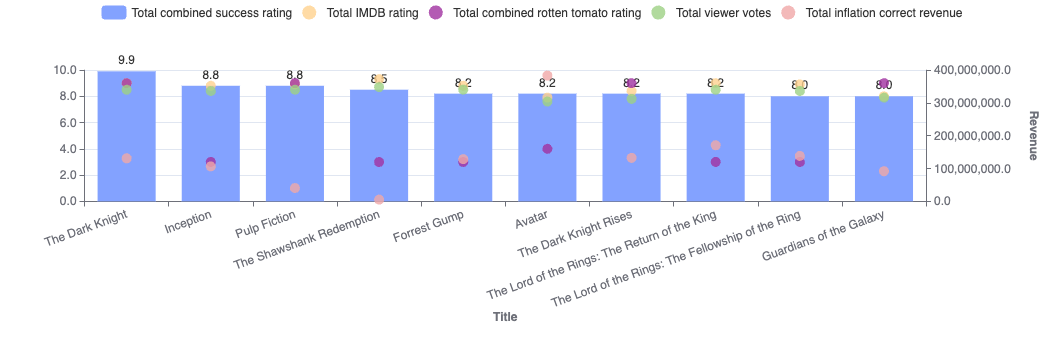 Total combined success rating Total IMDB rating Total combined rotten tomato rating Total viewer votes Total inflation correct revenue
9.9 8.8 8.8 8.5 8.2 8.2 8.2 8.2 8.0 8.0
10.0 400,000,000.0
8.0 300,000,000.0
6.0 200,000,000.0
4.0 100,000,000.0
2.0
0.0 0.0
Revenue
The Dark Knight
Inception
Pulp Fiction
The Shawshank Redemption
Forrest Gump
Avatar
The Dark Knight Rises
The Lord of the Rings: The Return of the King
The Lord of the Rings: The Fellowship of the Ring
Guardians of the Galaxy
Title